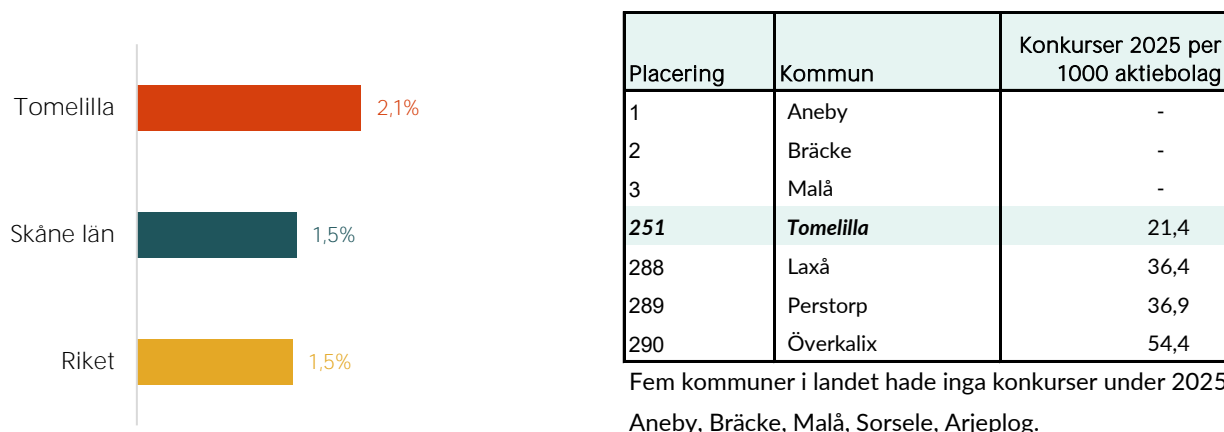 Tomelilla 2,1%
Skåne län 1,5%
Riket 1,5%
Placering Kommun Konkurser 2025 per
1000 aktiebolag
1 Aneby -
2 Bräcke -
3 Malå -
251 Tomelilla 21,4
288 Laxå 36,4
289 Perstorp 36,9
290 Överkalix 54,4
Fem kommuner i landet hade inga konkurser under 2025
Aneby, Bräcke, Malå, Sorsele, Arjeplog.